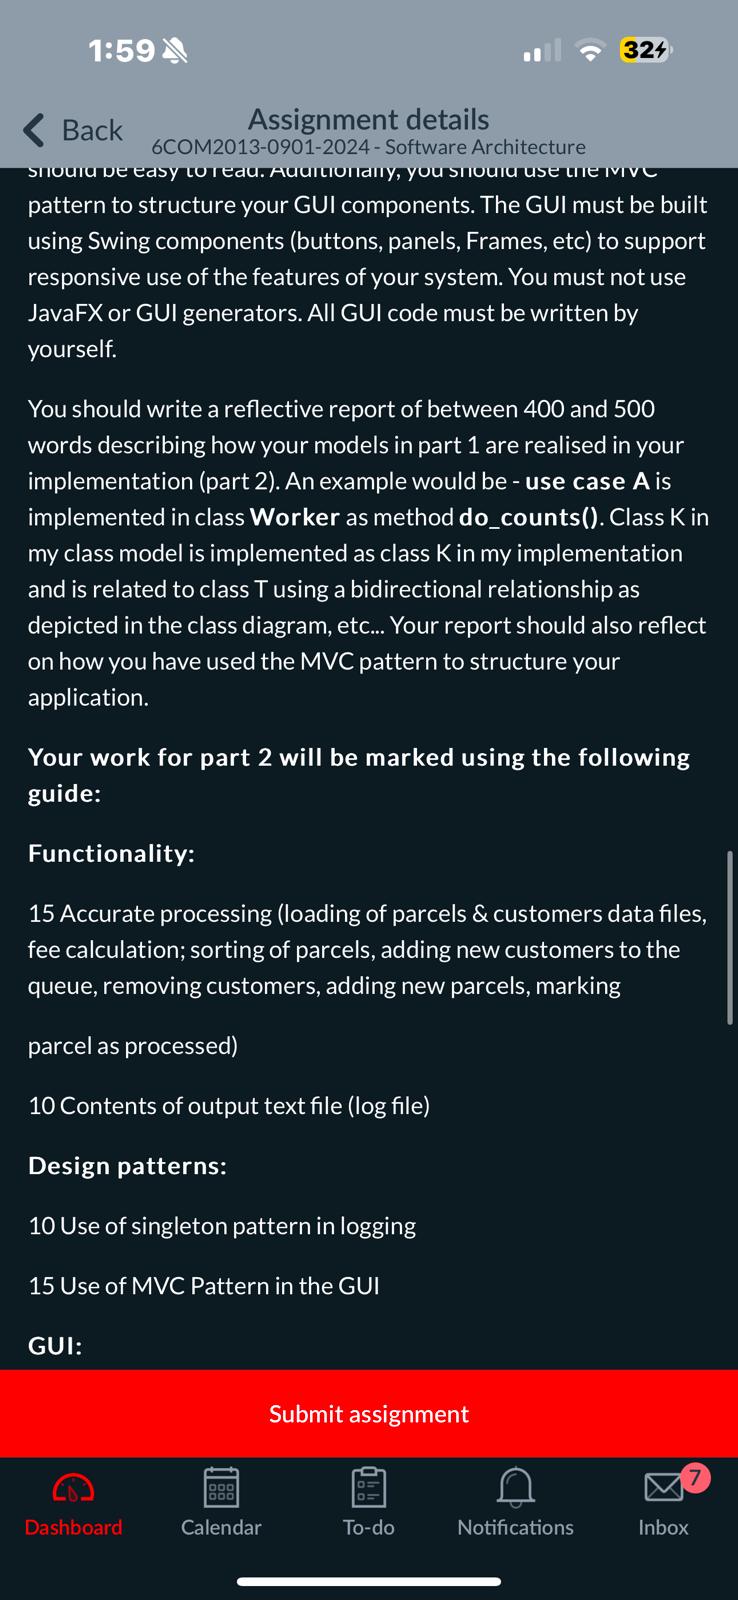 1:59
32
Back
Assignment details
6COM2013-0901-2024 - Software Architecture
should be easy to read. Additionally, you should use the MVC
pattern to structure your GUI components. The GUI must be built
using Swing components (buttons, panels, Frames, etc) to support
responsive use of the features of your system. You must not use
JavaFX or GUI generators. All GUI code must be written by
yourself.
You should write a reflective report of between 400 and 500
words describing how your models in part 1 are realised in your
implementation (part 2). An example would be - use case A is
implemented in class Worker as method do_counts(). Class K in
my class model is implemented as class K in my implementation
and is related to class T using a bidirectional relationship as
depicted in the class diagram, etc... Your report should also reflect
on how you have used the MVC pattern to structure your
application.
Your work for part 2 will be marked using the following
guide:
Functionality:
15 Accurate processing (loading of parcels & customers data files,
fee calculation; sorting of parcels, adding new customers to the
queue, removing customers, adding new parcels, marking
parcel as processed)
10 Contents of output text file (log file)
Design patterns:
10 Use of singleton pattern in logging
15 Use of MVC Pattern in the GUI
GUI:
Submit assignment
7
Dashboard
Calendar
To-do
Notifications
Inbox